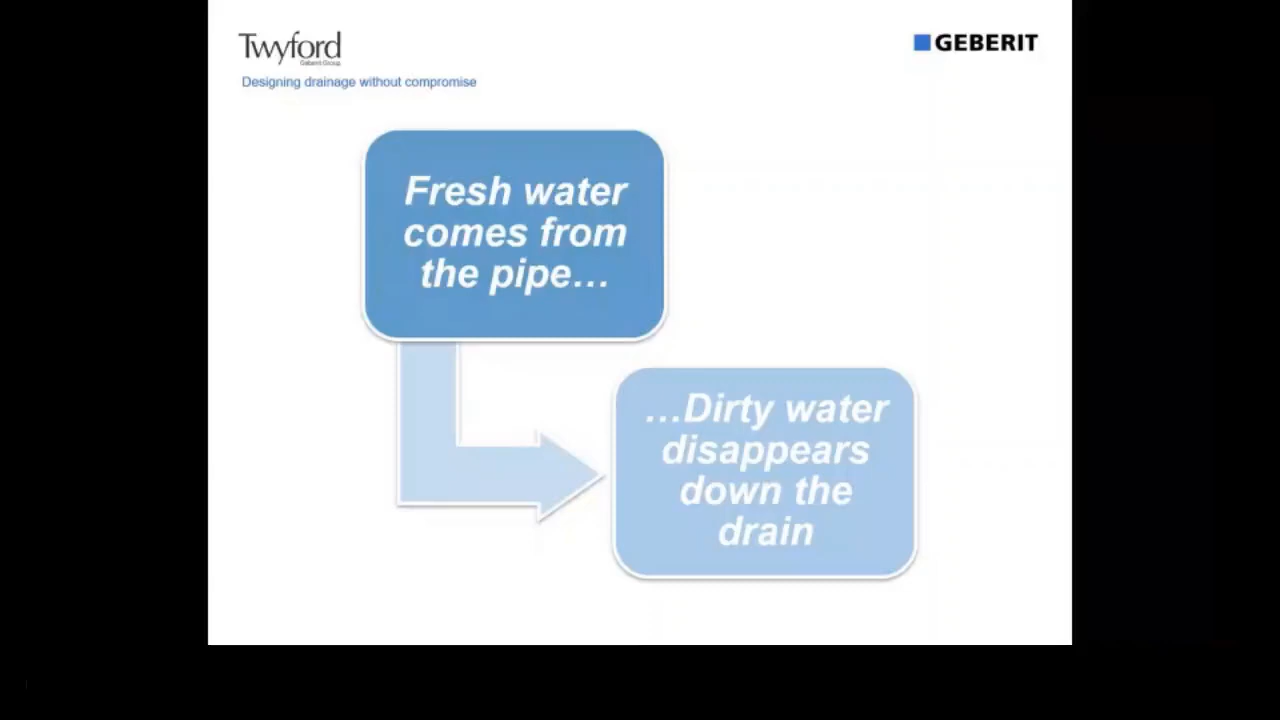 Twyford
Geberit Group
GEBERIT
Designing drainage without compromise
Fresh water
comes from
the pipe…
…Dirty water
disappears
down the
drain